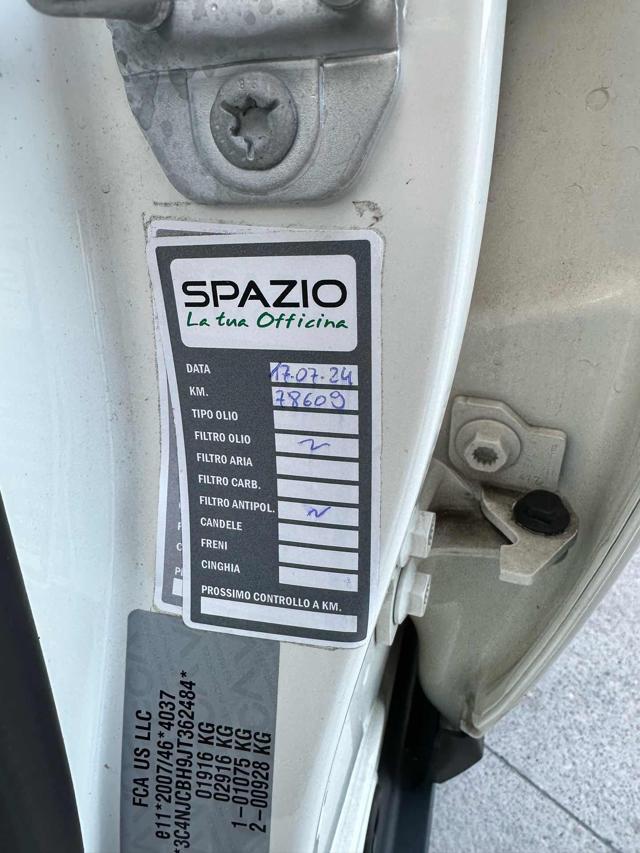 SPAZIO
La tua Officina
DATA 17.07.24
KM. 78609
TIPO OLIO
FILTRO OLIO ~
FILTRO ARIA
FILTRO CARB.
FILTRO ANTIPOL. ~
CANDELE
FRENI
CINGHIA
PROSSIMO CONTROLLO A KM.
FCA US LLC
e11*2007/46*4037
*3C4NJCBH9JT362484*
01916 KG
02916 KG
1-01075 KG
2-00928 KG